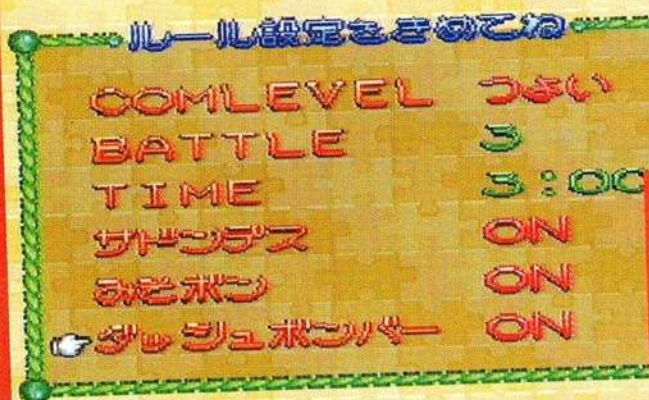 ルール設定をきめてね
COMLEVEL つよい
BATTLE 3
TIME 3:00
サドンデス ON
みそボン ON
ダッシュボンバー ON